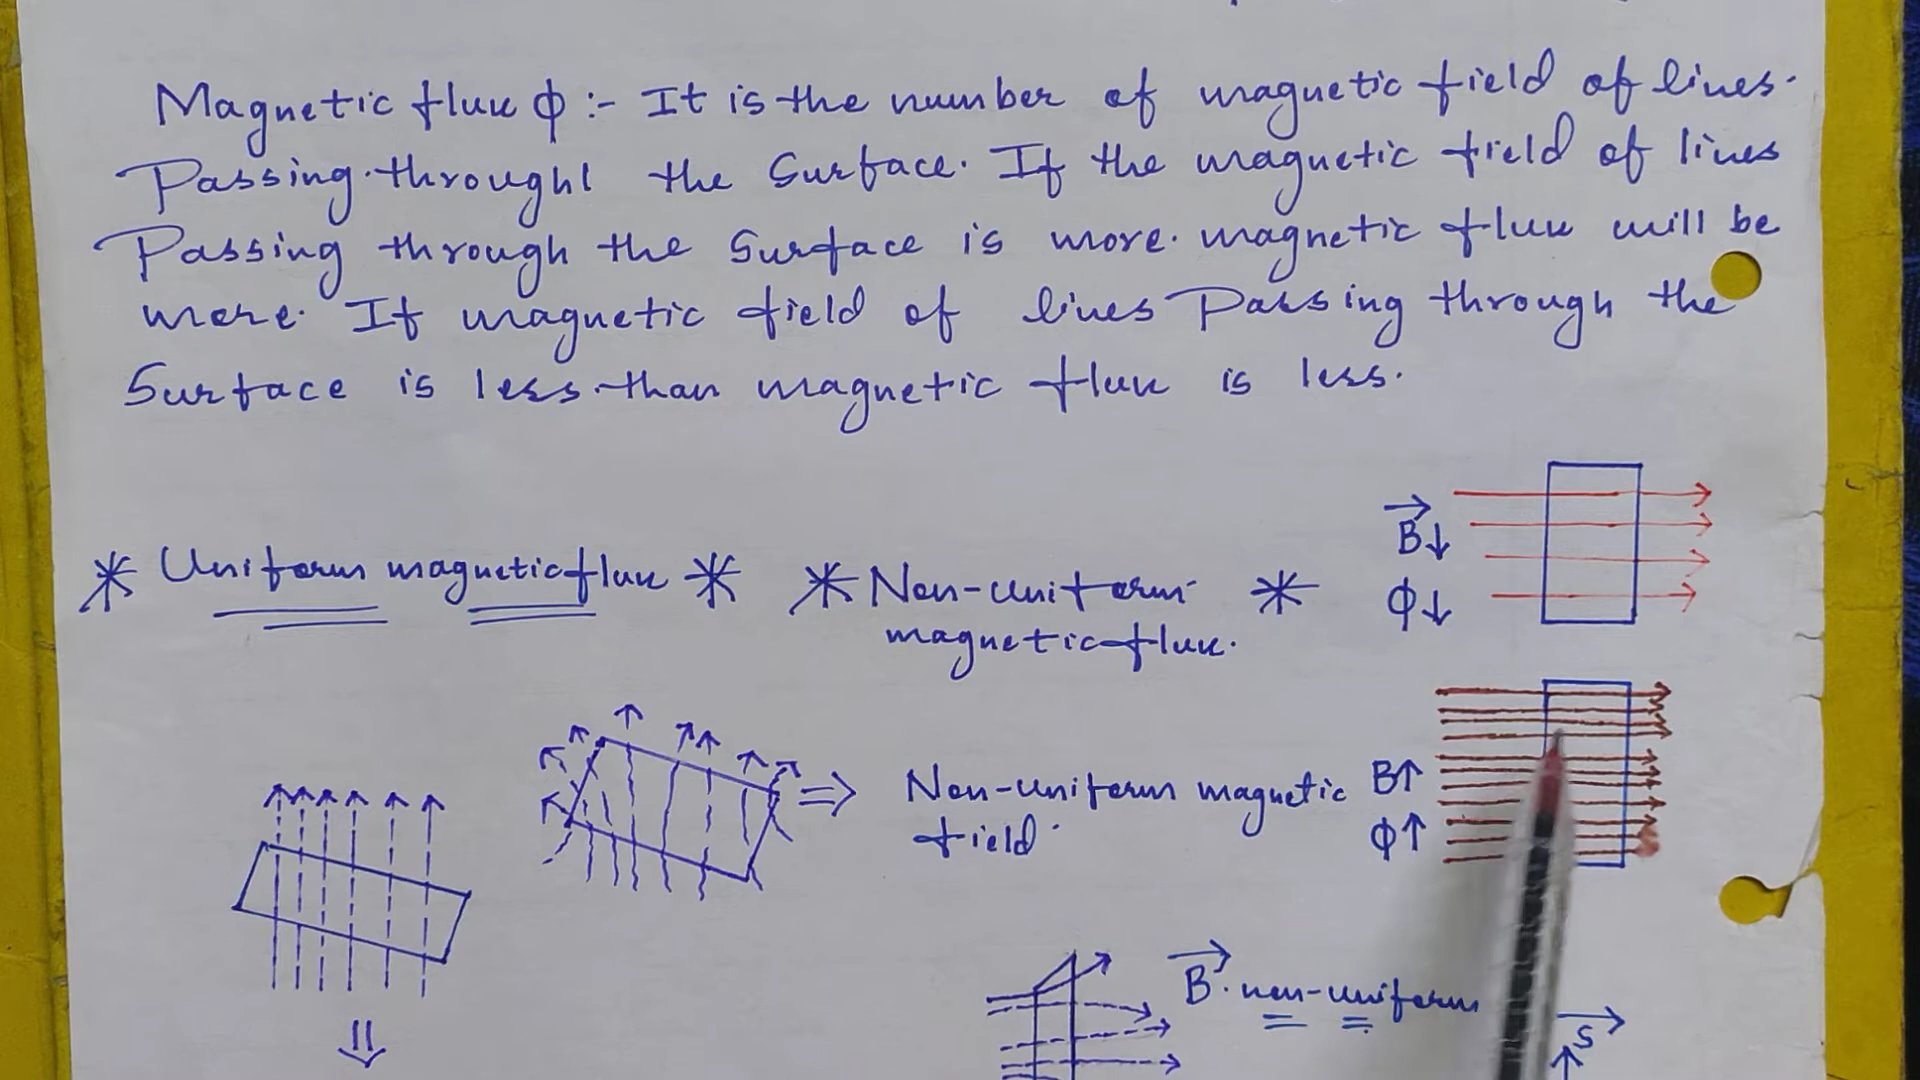 Magnetic flux ϕ :- It is the number of magnetic field of lines.
Passing throughl the Surface. If the magnetic field of lines
Passing through the Surface is more. magnetic flux will be
more. If magnetic field of lines Passing through the
Surface is less than magnetic flux is less.
* Uniform magnetic flux *
* Non-uniform *
magnetic flux.
B↓
ϕ↓
⇒ Non-uniform magnetic
field.
B↑
ϕ↑
B. non-uniform
S